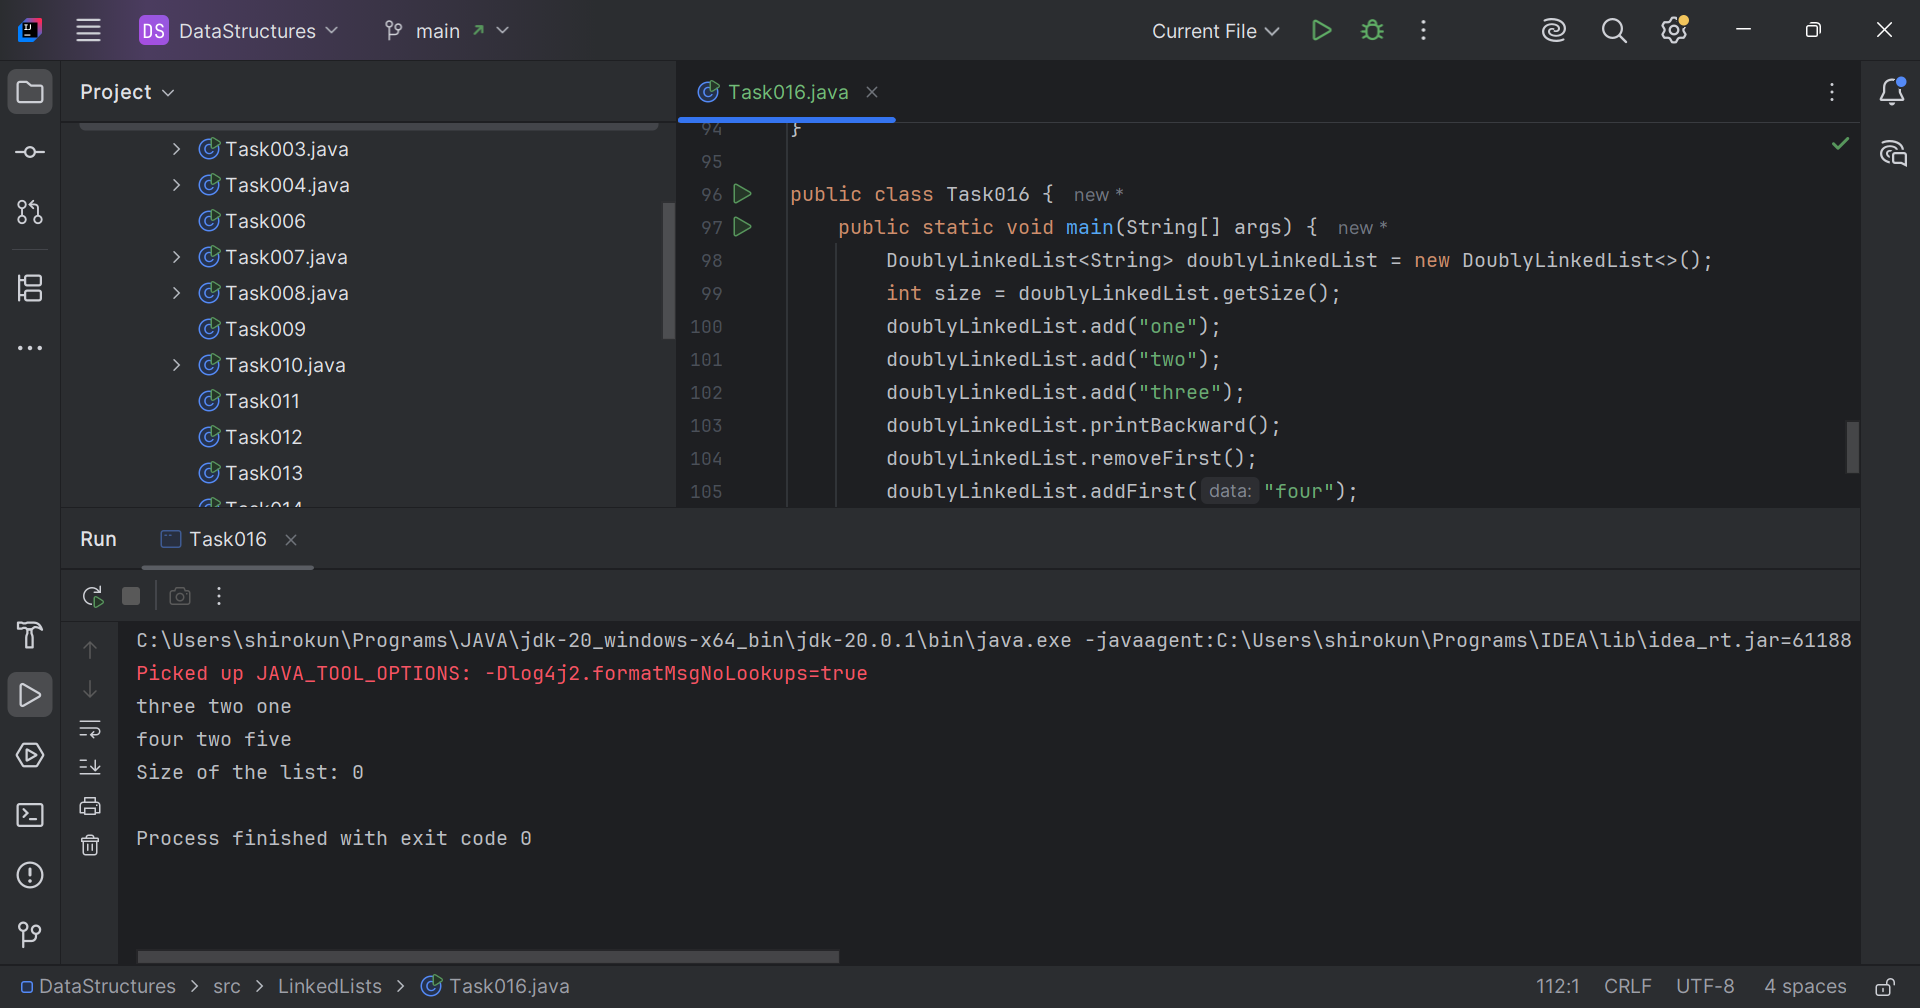 DS DataStructures main Current File
Project
Task003.java
Task004.java
Task006
Task007.java
Task008.java
Task009
Task010.java
Task011
Task012
Task013
Task014
Task016.java
94 }
95
96 public class Task016 { new *
97 public static void main(String[] args) { new *
98 DoublyLinkedList<String> doublyLinkedList = new DoublyLinkedList<>();
99 int size = doublyLinkedList.getSize();
100 doublyLinkedList.add("one");
101 doublyLinkedList.add("two");
102 doublyLinkedList.add("three");
103 doublyLinkedList.printBackward();
104 doublyLinkedList.removeFirst();
105 doublyLinkedList.addFirst( data: "four");
Run Task016
C:\Users\shirokun\Programs\JAVA\jdk-20_windows-x64_bin\jdk-20.0.1\bin\java.exe -javaagent:C:\Users\shirokun\Programs\IDEA\lib\idea_rt.jar=61188
Picked up JAVA_TOOL_OPTIONS: -Dlog4j2.formatMsgNoLookups=true
three two one
four two five
Size of the list: 0
Process finished with exit code 0
DataStructures > src > LinkedLists > Task016.java 112:1 CRLF UTF-8 4 spaces